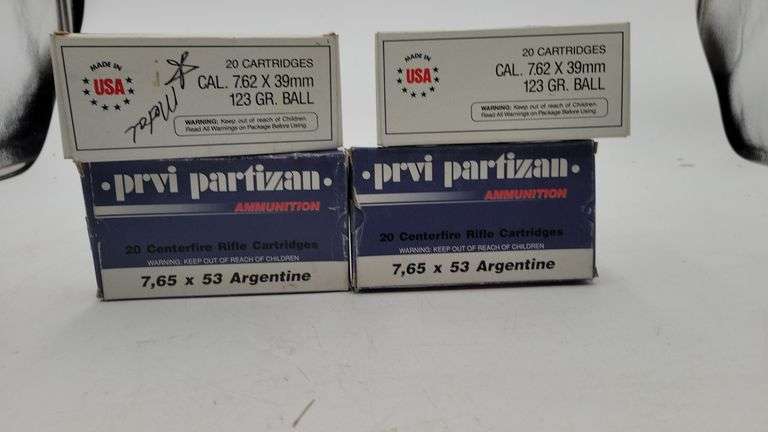 MADE IN
USA
20 CARTRIDGES
CAL. 7.62 X 39mm
123 GR. BALL
WARNING: Keep out of reach of Children.
Read All Warnings on Package Before Using.
MADE IN
USA
20 CARTRIDGES
CAL. 7.62 X 39mm
123 GR. BALL
WARNING: Keep out of reach of Children.
Read All Warnings on Package Before Using.
• prvi partizan •
AMMUNITION
20 Centerfire Rifle Cartridges
WARNING: KEEP OUT OF REACH OF CHILDREN
7,65 x 53 Argentine
• prvi partizan •
AMMUNITION
20 Centerfire Rifle Cartridges
WARNING: KEEP OUT OF REACH OF CHILDREN
7,65 x 53 Argentine